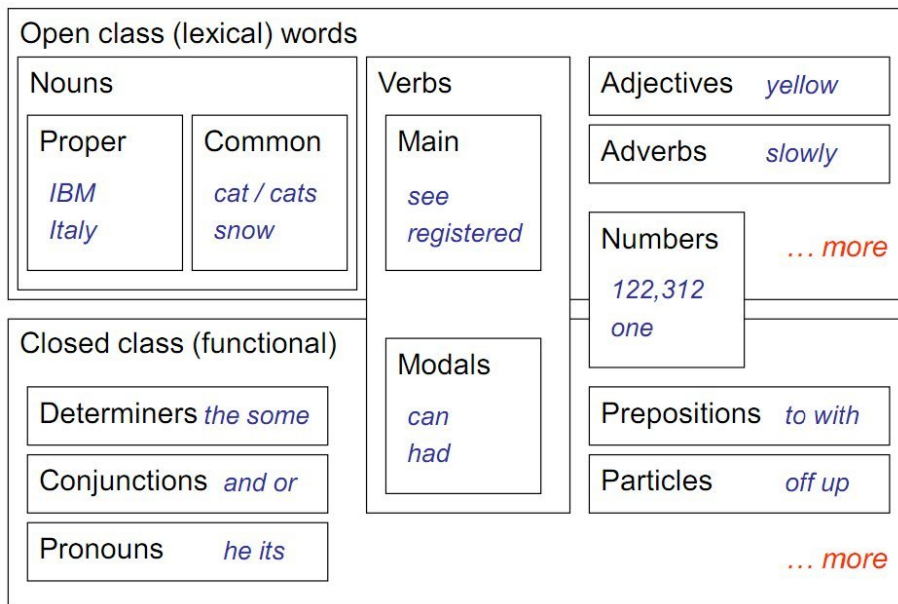 Open class (lexical) words
Nouns
Proper
IBM
Italy
Common
cat / cats
snow
Verbs
Main
see
registered
Adjectives yellow
Adverbs slowly
Numbers
122,312
one
… more
Closed class (functional)
Determiners the some
Conjunctions and or
Pronouns he its
Modals
can
had
Prepositions to with
Particles off up
… more